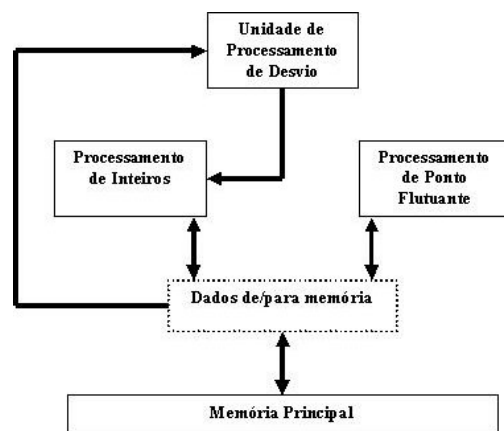 Unidade de
Processamento
de Desvio
Processamento
de Inteiros
Processamento
de Ponto
Flutuante
Dados de/para memória
Memória Principal